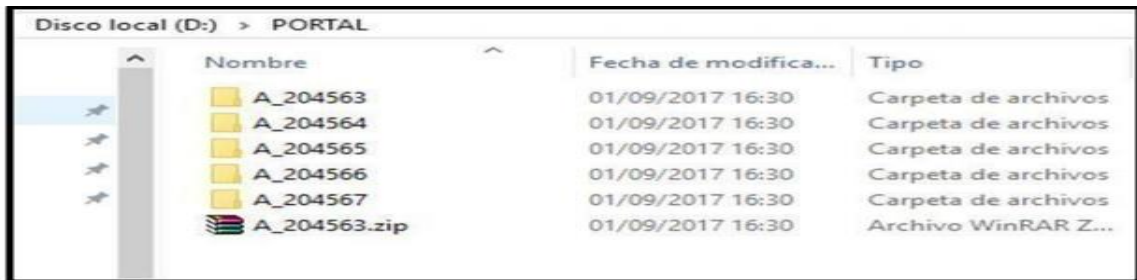 Disco local (D:) > PORTAL
Nombre Fecha de modifica... Tipo
A_204563 01/09/2017 16:30 Carpeta de archivos
A_204564 01/09/2017 16:30 Carpeta de archivos
A_204565 01/09/2017 16:30 Carpeta de archivos
A_204566 01/09/2017 16:30 Carpeta de archivos
A_204567 01/09/2017 16:30 Carpeta de archivos
A_204563.zip 01/09/2017 16:30 Archivo WinRAR Z...